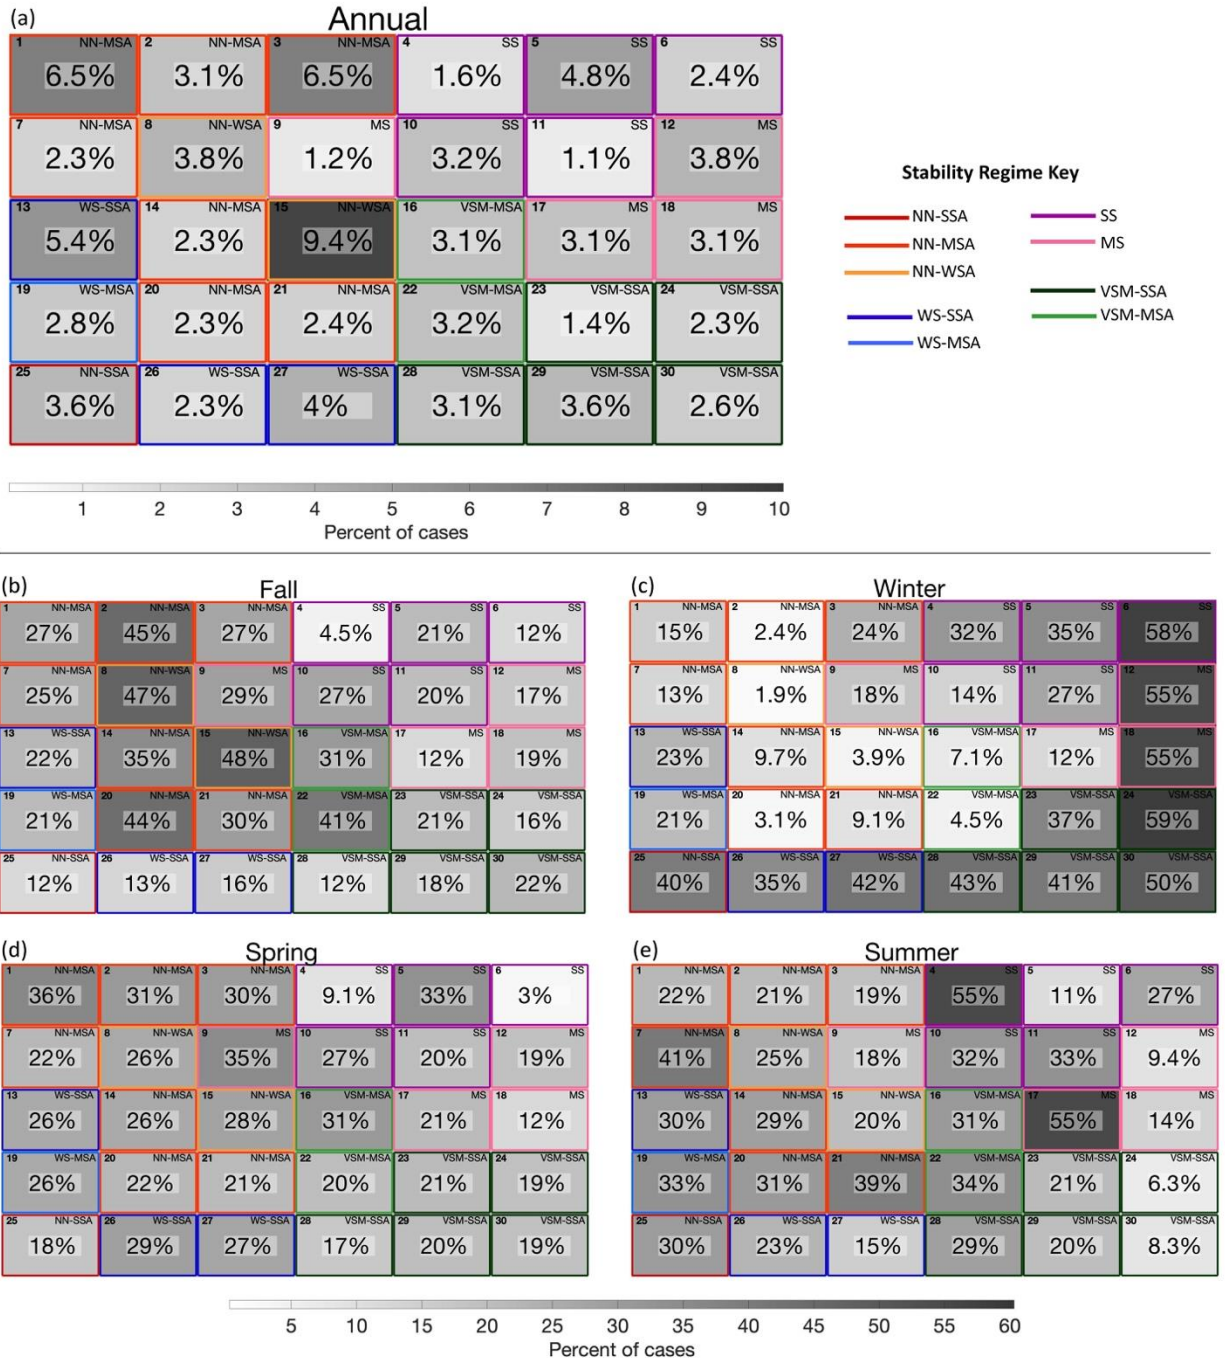 (a) Annual
1 NN-MSA 2 NN-MSA 3 NN-MSA 4 SS 5 SS 6 SS
6.5% 3.1% 6.5% 1.6% 4.8% 2.4%
7 NN-MSA 8 NN-WSA 9 MS 10 SS 11 SS 12 MS
2.3% 3.8% 1.2% 3.2% 1.1% 3.8%
13 WS-SSA 14 NN-MSA 15 NN-WSA 16 VSM-MSA 17 MS 18 MS
5.4% 2.3% 9.4% 3.1% 3.1% 3.1%
19 WS-MSA 20 NN-MSA 21 NN-MSA 22 VSM-MSA 23 VSM-SSA 24 VSM-SSA
2.8% 2.3% 2.4% 3.2% 1.4% 2.3%
25 NN-SSA 26 WS-SSA 27 WS-SSA 28 VSM-SSA 29 VSM-SSA 30 VSM-SSA
3.6% 2.3% 4% 3.1% 3.6% 2.6%
1 2 3 4 5 6 7 8 9 10
Percent of cases
Stability Regime Key
NN-SSA SS
NN-MSA MS
NN-WSA
VSM-SSA
WS-SSA VSM-MSA
WS-MSA
(b) Fall
1 NN-MSA 2 NN-MSA 3 NN-MSA 4 SS 5 SS 6 SS
27% 45% 27% 4.5% 21% 12%
7 NN-MSA 8 NN-WSA 9 MS 10 SS 11 SS 12 MS
25% 47% 29% 27% 20% 17%
13 WS-SSA 14 NN-MSA 15 NN-WSA 16 VSM-MSA 17 MS 18 MS
22% 35% 48% 31% 12% 19%
19 WS-MSA 20 NN-MSA 21 NN-MSA 22 VSM-MSA 23 VSM-SSA 24 VSM-SSA
21% 44% 30% 41% 21% 16%
25 NN-SSA 26 WS-SSA 27 WS-SSA 28 VSM-SSA 29 VSM-SSA 30 VSM-SSA
12% 13% 16% 12% 18% 22%
(c) Winter
1 NN-MSA 2 NN-MSA 3 NN-MSA 4 SS 5 SS 6 SS
15% 2.4% 24% 32% 35% 58%
7 NN-MSA 8 NN-WSA 9 MS 10 SS 11 SS 12 MS
13% 1.9% 18% 14% 27% 55%
13 WS-SSA 14 NN-MSA 15 NN-WSA 16 VSM-MSA 17 MS 18 MS
23% 9.7% 3.9% 7.1% 12% 55%
19 WS-MSA 20 NN-MSA 21 NN-MSA 22 VSM-MSA 23 VSM-SSA 24 VSM-SSA
21% 3.1% 9.1% 4.5% 37% 59%
25 NN-SSA 26 WS-SSA 27 WS-SSA 28 VSM-SSA 29 VSM-SSA 30 VSM-SSA
40% 35% 42% 43% 41% 50%
(d) Spring
1 NN-MSA 2 NN-MSA 3 NN-MSA 4 SS 5 SS 6 SS
36% 31% 30% 9.1% 33% 3%
7 NN-MSA 8 NN-WSA 9 MS 10 SS 11 SS 12 MS
22% 26% 35% 27% 20% 19%
13 WS-SSA 14 NN-MSA 15 NN-WSA 16 VSM-MSA 17 MS 18 MS
26% 26% 28% 31% 21% 12%
19 WS-MSA 20 NN-MSA 21 NN-MSA 22 VSM-MSA 23 VSM-SSA 24 VSM-SSA
26% 22% 21% 20% 21% 19%
25 NN-SSA 26 WS-SSA 27 WS-SSA 28 VSM-SSA 29 VSM-SSA 30 VSM-SSA
18% 29% 27% 17% 20% 19%
(e) Summer
1 NN-MSA 2 NN-MSA 3 NN-MSA 4 SS 5 SS 6 SS
22% 21% 19% 55% 11% 27%
7 NN-MSA 8 NN-WSA 9 MS 10 SS 11 SS 12 MS
41% 25% 18% 32% 33% 9.4%
13 WS-SSA 14 NN-MSA 15 NN-WSA 16 VSM-MSA 17 MS 18 MS
30% 29% 20% 31% 55% 14%
19 WS-MSA 20 NN-MSA 21 NN-MSA 22 VSM-MSA 23 VSM-SSA 24 VSM-SSA
33% 31% 39% 34% 21% 6.3%
25 NN-SSA 26 WS-SSA 27 WS-SSA 28 VSM-SSA 29 VSM-SSA 30 VSM-SSA
30% 23% 15% 29% 20% 8.3%
5 10 15 20 25 30 35 40 45 50 55 60
Percent of cases